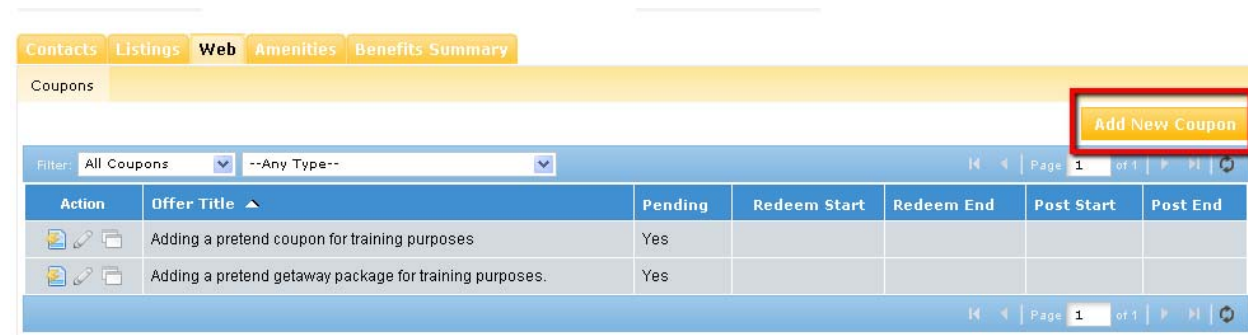 Contacts Listings Web Amenities Benefits Summary
Coupons
Add New Coupon
Filter: All Coupons --Any Type-- Page 1 of 1
Action Offer Title Pending Redeem Start Redeem End Post Start Post End
Adding a pretend coupon for training purposes Yes
Adding a pretend getaway package for training purposes. Yes
Page 1 of 1